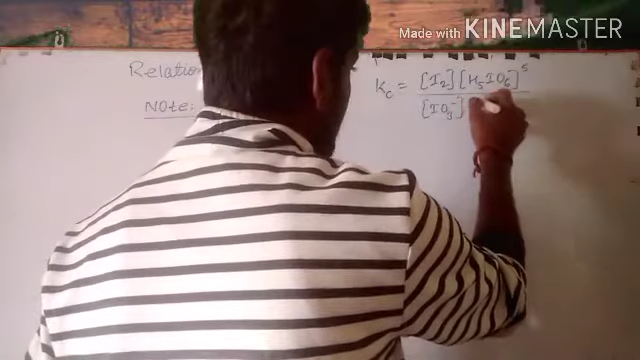 Made with KINEMASTER
Relation
Note:
Kc = [I2][H5IO6]^5
[IO3^-]